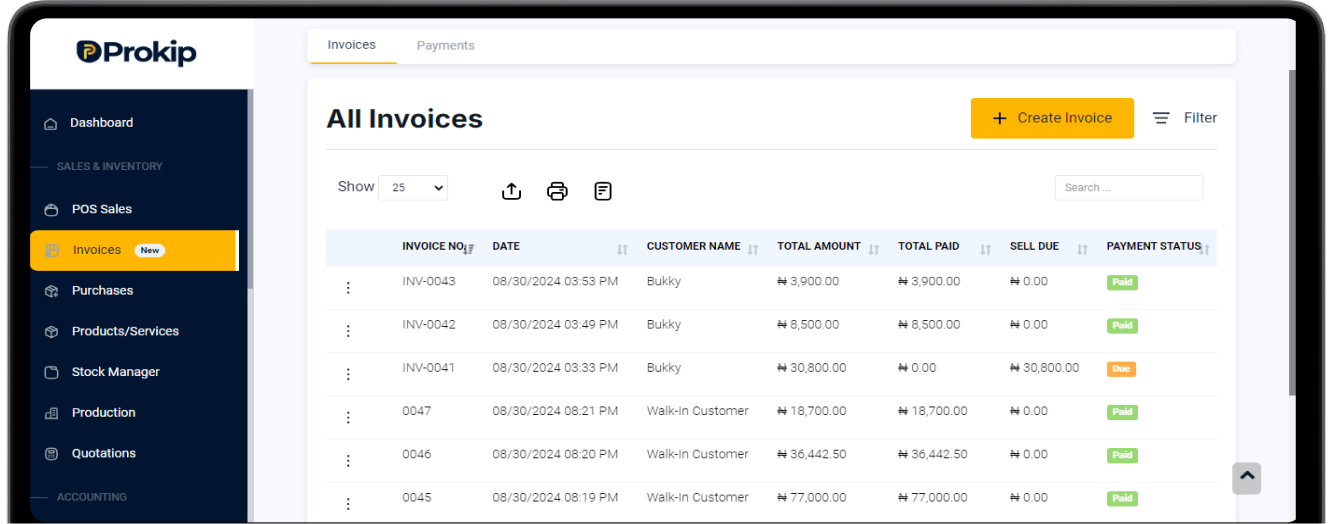 Prokip
Invoices Payments
Dashboard
All Invoices
+ Create Invoice
Filter
SALES & INVENTORY
Show 25
Search ...
POS Sales
Invoices New
Purchases
Products/Services
Stock Manager
Production
Quotations
ACCOUNTING
INVOICE NO. DATE CUSTOMER NAME TOTAL AMOUNT TOTAL PAID SELL DUE PAYMENT STATUS
INV-0043 08/30/2024 03:53 PM Bukky ₦ 3,900.00 ₦ 3,900.00 ₦ 0.00 Paid
INV-0042 08/30/2024 03:49 PM Bukky ₦ 8,500.00 ₦ 8,500.00 ₦ 0.00 Paid
INV-0041 08/30/2024 03:33 PM Bukky ₦ 30,800.00 ₦ 0.00 ₦ 30,800.00 Due
0047 08/30/2024 08:21 PM Walk-In Customer ₦ 18,700.00 ₦ 18,700.00 ₦ 0.00 Paid
0046 08/30/2024 08:20 PM Walk-In Customer ₦ 36,442.50 ₦ 36,442.50 ₦ 0.00 Paid
0045 08/30/2024 08:19 PM Walk-In Customer ₦ 77,000.00 ₦ 77,000.00 ₦ 0.00 Paid